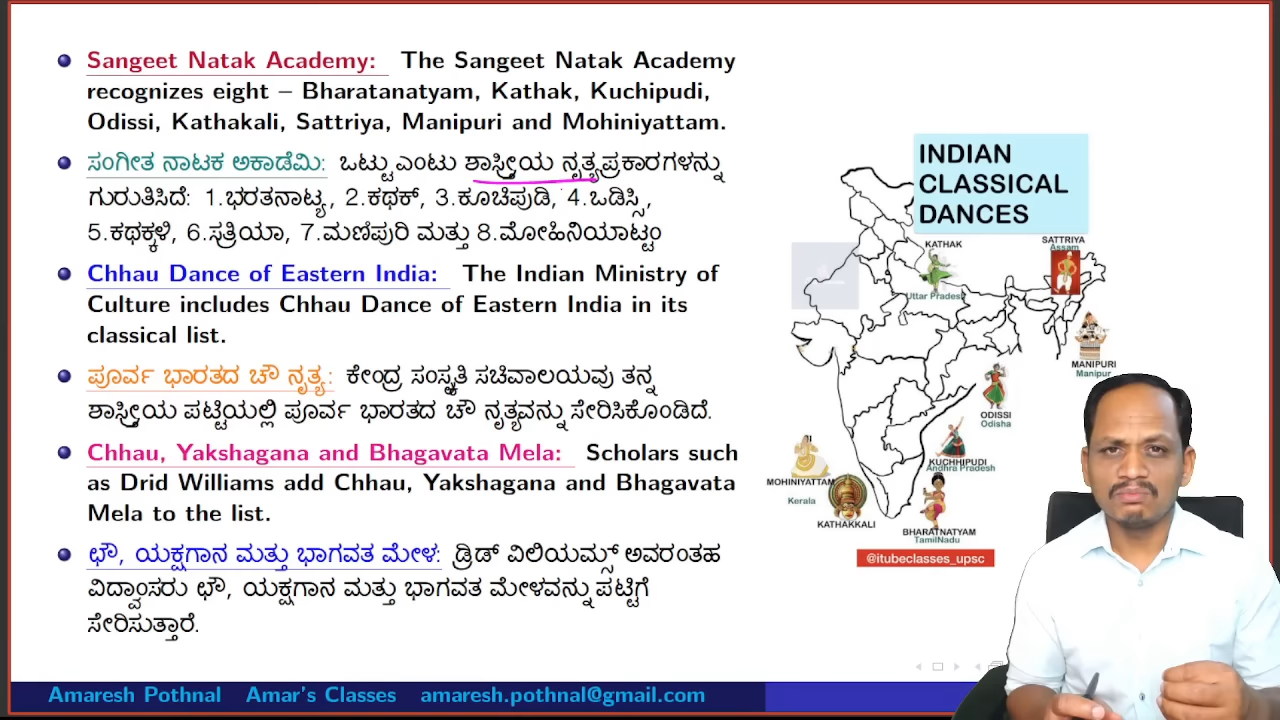 Sangeet Natak Academy: The Sangeet Natak Academy
recognizes eight – Bharatanatyam, Kathak, Kuchipudi,
Odissi, Kathakali, Sattriya, Manipuri and Mohiniyattam.
ಸಂಗೀತ ನಾಟಕ ಅಕಾಡೆಮಿ: ಒಟ್ಟು ಎಂಟು ಶಾಸ್ತ್ರೀಯ ನೃತ್ಯಪ್ರಕಾರಗಳನ್ನು
ಗುರುತಿಸಿದೆ: 1.ಭರತನಾಟ್ಯ, 2.ಕಥಕ್, 3.ಕೂಚಿಪುಡಿ, 4.ಒಡಿಸ್ಸಿ,
5.ಕಥಕ್ಕಳಿ, 6.ಸತ್ರಿಯಾ, 7.ಮಣಿಪುರಿ ಮತ್ತು 8.ಮೋಹಿನಿಯಾಟ್ಟಂ
Chhau Dance of Eastern India: The Indian Ministry of
Culture includes Chhau Dance of Eastern India in its
classical list.
ಪೂರ್ವ ಭಾರತದ ಚೌ ನೃತ್ಯ: ಕೇಂದ್ರ ಸಂಸ್ಕೃತಿ ಸಚಿವಾಲಯವು ತನ್ನ
ಶಾಸ್ತ್ರೀಯ ಪಟ್ಟಿಯಲ್ಲಿ ಪೂರ್ವ ಭಾರತದ ಚೌ ನೃತ್ಯವನ್ನು ಸೇರಿಸಿಕೊಂಡಿದೆ.
Chhau, Yakshagana and Bhagavata Mela: Scholars such
as Drid Williams add Chhau, Yakshagana and Bhagavata
Mela to the list.
ಛೌ, ಯಕ್ಷಗಾನ ಮತ್ತು ಭಾಗವತ ಮೇಳ: ಡ್ರಿಡ್ ವಿಲಿಯಮ್ಸ್ ಅವರಂತಹ
ವಿದ್ವಾಂಸರು ಛೌ, ಯಕ್ಷಗಾನ ಮತ್ತು ಭಾಗವತ ಮೇಳವನ್ನು ಪಟ್ಟಿಗೆ
ಸೇರಿಸುತ್ತಾರೆ.
INDIAN
CLASSICAL
DANCES
KATHAK
Uttar Pradesh
SATTRIYA
Assam
MANIPURI
Manipur
ODISSI
Odisha
KUCHHIPUDI
Andhra Pradesh
MOHINIYATTAM
Kerala
KATHAKKALI
BHARATNATYAM
TamilNadu
@itubeclasses_upsc
Amaresh Pothnal Amar's Classes amaresh.pothnal@gmail.com